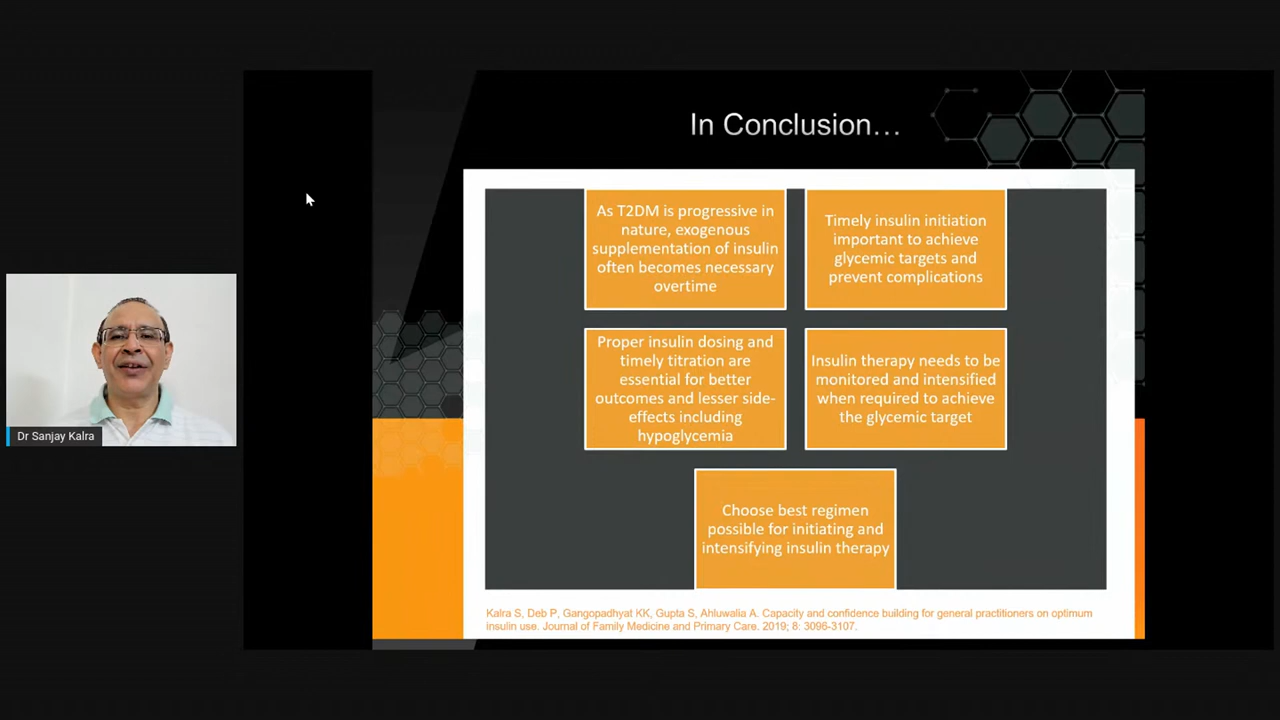 In Conclusion...
As T2DM is progressive in
nature, exogenous
supplementation of insulin
often becomes necessary
overtime
Timely insulin initiation
important to achieve
glycemic targets and
prevent complications
Proper insulin dosing and
timely titration are
essential for better
outcomes and lesser side-
effects including
hypoglycemia
Insulin therapy needs to be
monitored and intensified
when required to achieve
the glycemic target
Choose best regimen
possible for initiating and
intensifying insulin therapy
Kalra S, Deb P, Gangopadhyat KK, Gupta S, Ahluwalia A. Capacity and confidence building for general practitioners on optimum
insulin use. Journal of Family Medicine and Primary Care. 2019; 8: 3096-3107.
Dr Sanjay Kalra